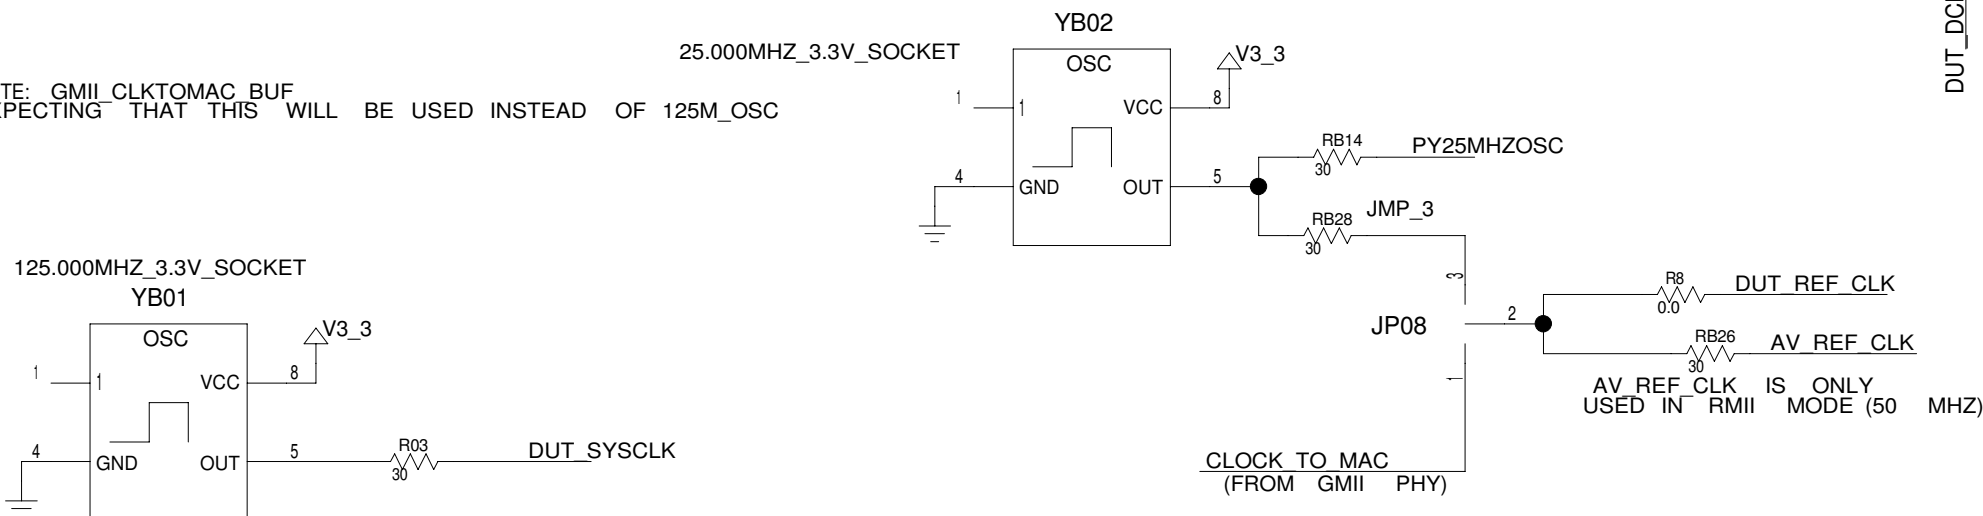 YB02
25.000MHZ_3.3V_SOCKET
OSC
V3_3
1
1
VCC
8
4
GND
OUT
5
TE: GMII_CLKTOMAC_BUF
PECTING THAT THIS WILL BE USED INSTEAD OF 125M_OSC
RB14
30
PY25MHZOSC
RB28
30
JMP_3
3
JP08
2
1
R8
0.0
DUT_REF_CLK
RB26
30
AV_REF_CLK
AV_REF_CLK IS ONLY
USED IN RMII MODE (50 MHZ)
CLOCK_TO_MAC
(FROM GMII PHY)
125.000MHZ_3.3V_SOCKET
YB01
OSC
V3_3
1
1
VCC
8
4
GND
OUT
5
R03
30
DUT_SYSCLK